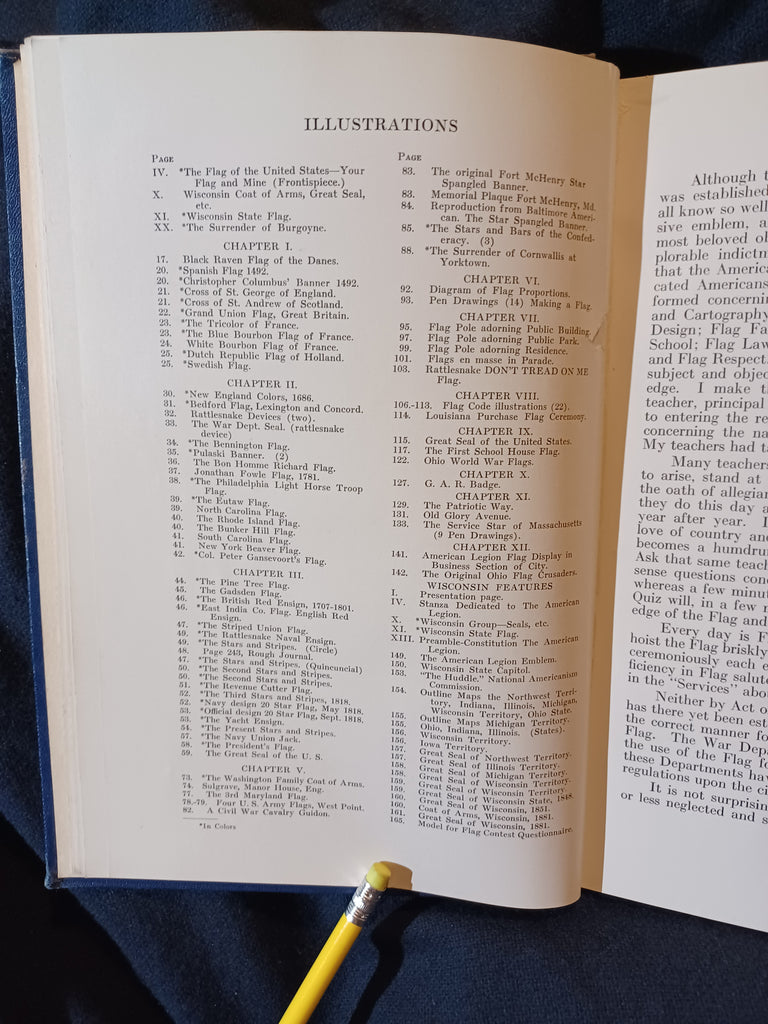 ILLUSTRATIONS
PAGE
IV. *The Flag of the United States—Your
Flag and Mine (Frontispiece.)
X. Wisconsin Coat of Arms, Great Seal,
etc.
XI. *Wisconsin State Flag.
XX. *The Surrender of Burgoyne.
CHAPTER I.
17. Black Raven Flag of the Danes.
20. *Spanish Flag 1492.
20. *Christopher Columbus' Banner 1492.
21. *Cross of St. George of England.
21. *Cross of St. Andrew of Scotland.
22. *Grand Union Flag, Great Britain.
23. *The Tricolor of France.
23. *The Blue Bourbon Flag of France.
24. White Bourbon Flag of France.
25. *Dutch Republic Flag of Holland.
25. *Swedish Flag.
CHAPTER II.
30. *New England Colors, 1686.
31. *Bedford Flag, Lexington and Concord.
32. Rattlesnake Devices (two).
33. The War Dept. Seal. (rattlesnake
device)
34. *The Bennington Flag.
35. *Pulaski Banner. (2)
36. The Bon Homme Richard Flag.
37. Jonathan Fowle Flag, 1781.
38. *The Philadelphia Light Horse Troop
Flag.
39. *The Eutaw Flag.
39. North Carolina Flag.
40. The Rhode Island Flag.
40. The Bunker Hill Flag.
41. South Carolina Flag.
41. New York Beaver Flag.
42. *Col. Peter Gansevoort's Flag.
CHAPTER III.
44. *The Pine Tree Flag.
45. The Gadsden Flag.
46. *The British Red Ensign, 1707-1801.
46. *East India Co. Flag. English Red
Ensign.
47. *The Striped Union Flag.
49. *The Rattlesnake Naval Ensign.
49. *The Stars and Stripes. (Circle)
48. Page 243, Rough Journal.
47. *The Stars and Stripes. (Quincuncial)
50. *The Second Stars and Stripes.
50. *The Second Stars and Stripes.
51. *The Revenue Cutter Flag.
52. *The Third Stars and Stripes, 1818.
52. *Navy design 20 Star Flag, May 1818.
53. *Official design 20 Star Flag, Sept. 1818.
53. *The Yacht Ensign.
54. *The Present Stars and Stripes.
57. *The Navy Union Jack.
58. *The President's Flag.
59. The Great Seal of the U. S.
CHAPTER V.
73. *The Washington Family Coat of Arms.
74. Sulgrave, Manor House, Eng.
77. The 3rd Maryland Flag.
78.-79. Four U. S. Army Flags, West Point.
82. A Civil War Cavalry Guidon.
*In Colors
PAGE
83. The original Fort McHenry Star
Spangled Banner.
83. Memorial Plaque Fort McHenry, Md.
84. Reproduction from Baltimore Ameri-
can. The Star Spangled Banner.
85. *The Stars and Bars of the Confed-
eracy. (3)
88. *The Surrender of Cornwallis at
Yorktown.
CHAPTER VI.
92. Diagram of Flag Proportions.
93. Pen Drawings (14) Making a Flag.
CHAPTER VII.
95. Flag Pole adorning Public Building.
97. Flag Pole adorning Public Park.
99. Flag Pole adorning Residence.
101. Flags en masse in Parade.
103. Rattlesnake DON'T TREAD ON ME
Flag.
CHAPTER VIII.
106.-113. Flag Code illustrations (22).
114. Louisiana Purchase Flag Ceremony.
CHAPTER IX.
115. Great Seal of the United States.
117. The First School House Flag.
122. Ohio World War Flags.
CHAPTER X.
127. G. A. R. Badge.
CHAPTER XI.
129. The Patriotic Way.
131. Old Glory Avenue.
133. The Service Star of Massachusetts
(9 Pen Drawings).
CHAPTER XII.
141. American Legion Flag Display in
Business Section of City.
142. The Original Ohio Flag Crusaders.
WISCONSIN FEATURES
I. Presentation page.
IV. Stanza Dedicated to The American
Legion.
X. *Wisconsin Group—Seals, etc.
XI. *Wisconsin State Flag.
XIII. Preamble-Constitution The American
Legion.
149. The American Legion Emblem.
150. Wisconsin State Capitol.
153. "The Huddle." National Americanism
Commission.
154. Outline Maps the Northwest Terri-
tory, Indiana, Illinois, Michigan,
Wisconsin Territory, Ohio State.
155. Outline Maps Michigan Territory.
155. Ohio, Indiana, Illinois. (States).
156. Wisconsin Territory.
156. Iowa Territory.
157. Great Seal of Northwest Territory.
157. Great Seal of Illinois Territory.
158. Great Seal of Michigan Territory.
158. Great Seal of Wisconsin Territory.
159. Great Seal of Wisconsin Territory.
159. Great Seal of Wisconsin State, 1848.
160. Great Seal of Wisconsin, 1851.
160. Coat of Arms, Wisconsin, 1881.
161. Great Seal of Wisconsin, 1881.
165. Model for Flag Contest Questionnaire.
Although t
was established
all know so well
sive emblem, a
most beloved ob
plorable indictm
that the America
cated Americans
formed concernin
and Cartography
Design; Flag Fa
School; Flag Law
and Flag Respect.
subject and objec
edge. I make t
teacher, principal
to entering the re
concerning the na
My teachers had t
Many teachers
to arise, stand at
the oath of allegian
they do this day a
year after year. I
love of country and
becomes a humdru
Ask that same teach
sense questions conc
whereas a few minut
Quiz will, in a few m
edge of the Flag and
Every day is F
hoist the Flag briskly
ceremoniously each e
ficiency in Flag salute
in the "Services" abo
Neither by Act o
has there yet been est
the correct manner fo
Flag. The War Depa
the use of the Flag fo
these Departments hav
regulations upon the ci
It is not surprisin
or less neglected and s